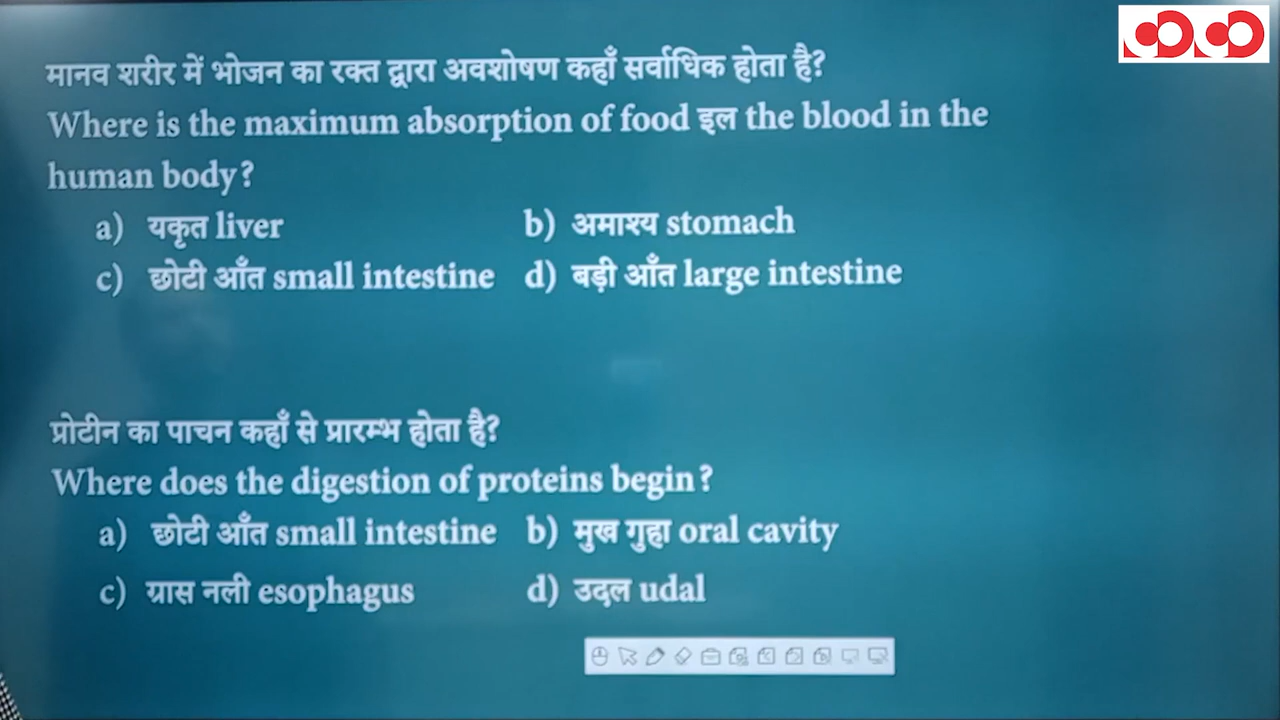 मानव शरीर में भोजन का रक्त द्वारा अवशोषण कहाँ सर्वाधिक होता है?
Where is the maximum absorption of food इल the blood in the
human body?
a) यकृत liver b) अमाश्य stomach
c) छोटी आँत small intestine d) बड़ी आँत large intestine
प्रोटीन का पाचन कहाँ से प्रारम्भ होता है?
Where does the digestion of proteins begin?
a) छोटी आँत small intestine b) मुख गुहा oral cavity
c) ग्रास नली esophagus d) उदल udal